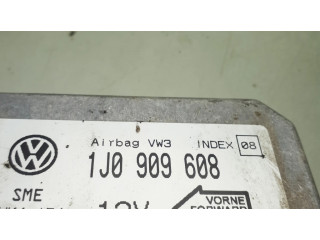 Airbag VW3 INDEX 08
1J0 909 608
SME
12V VORNE
FORWARD